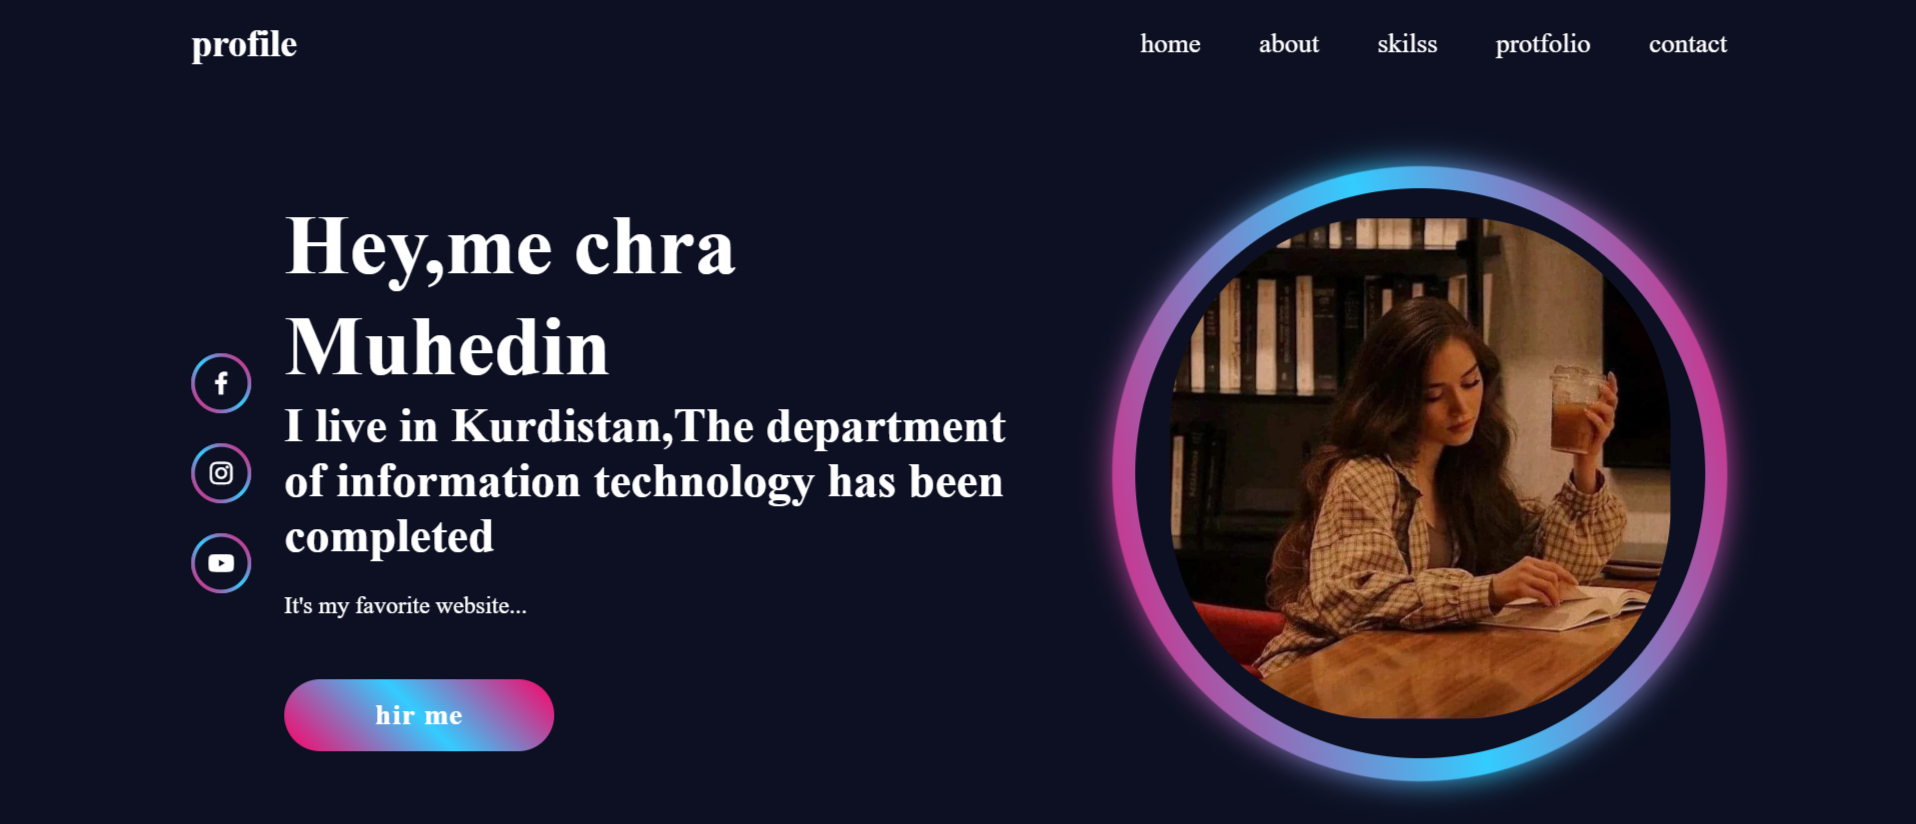 profile
home about skilss protfolio contact
Hey,me chra
Muhedin
I live in Kurdistan,The department
of information technology has been
completed
It's my favorite website...
hir me